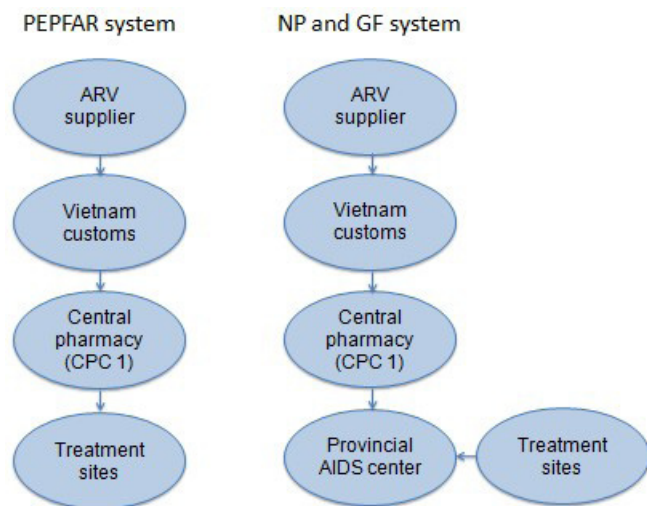 PEPFAR system
ARV
supplier
Vietnam
customs
Central
pharmacy
(CPC 1)
Treatment
sites
NP and GF system
ARV
supplier
Vietnam
customs
Central
pharmacy
(CPC 1)
Provincial
AIDS center
Treatment
sites